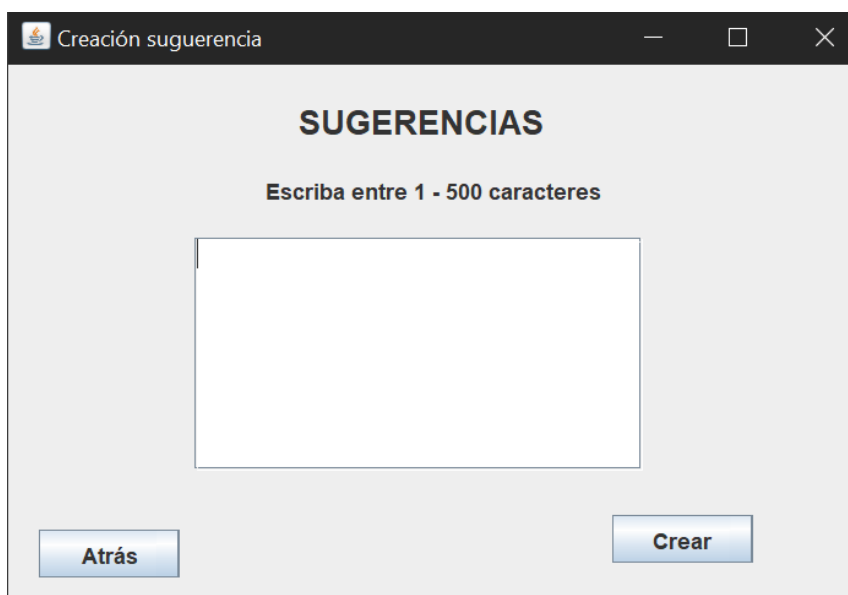 Creación suguerencia
SUGERENCIAS
Escriba entre 1 - 500 caracteres
Atrás
Crear